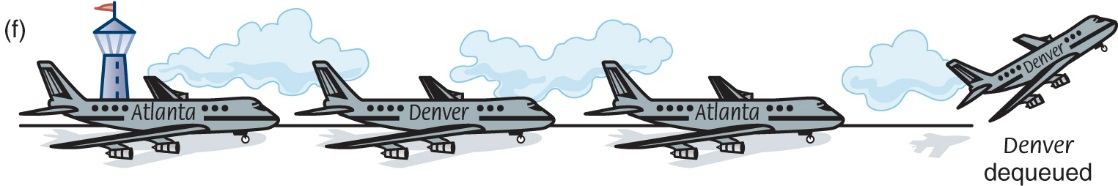 (f)
Atlanta
Denver
Atlanta
Denver
Denver
dequeued